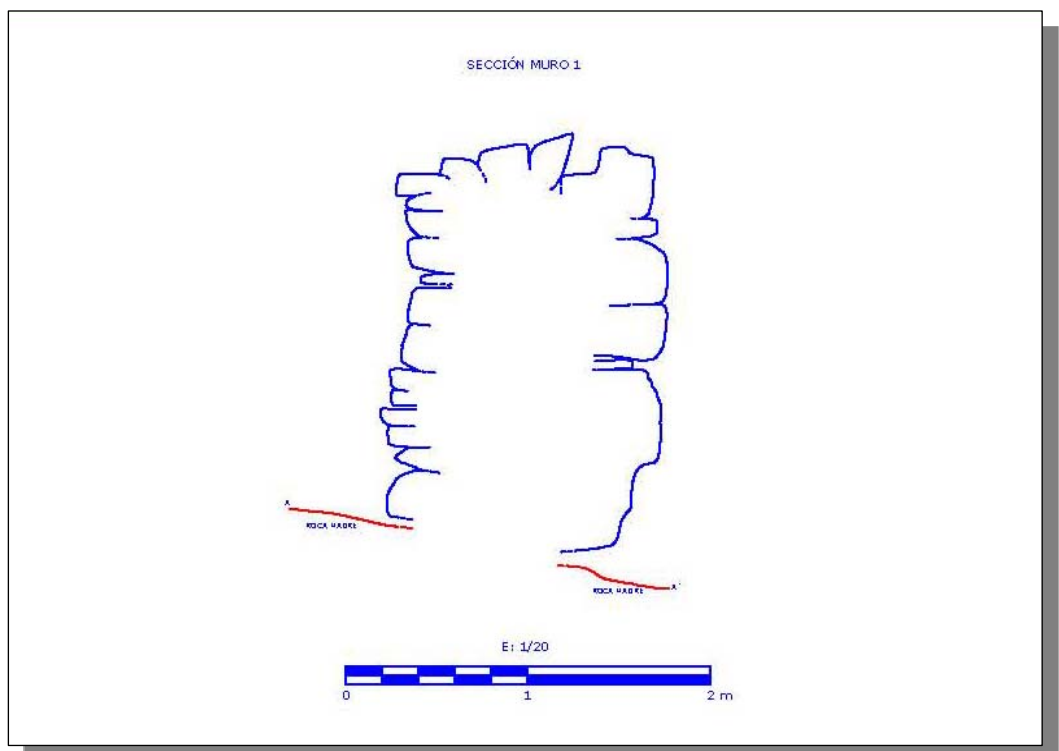 SECCIÓN MURO 1
A
ROCA MADRE
A'
ROCA MADRE
E: 1/20
0 1 2 m